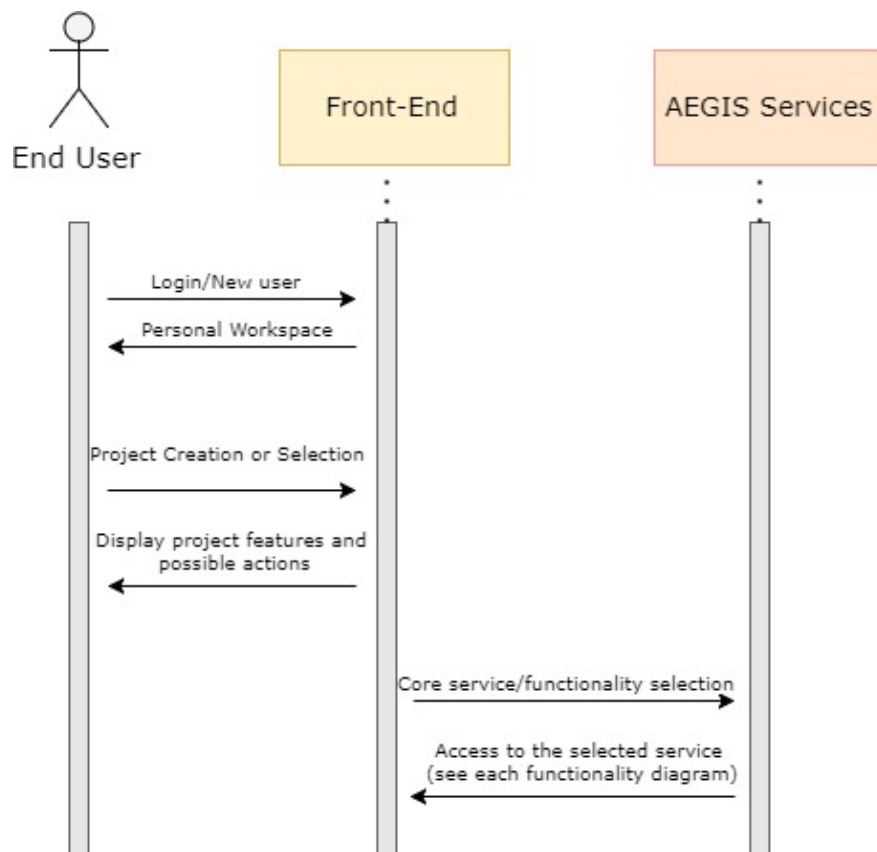 End User
Front-End
AEGIS Services
Login/New user
Personal Workspace
Project Creation or Selection
Display project features and
possible actions
Core service/functionality selection
Access to the selected service
(see each functionality diagram)